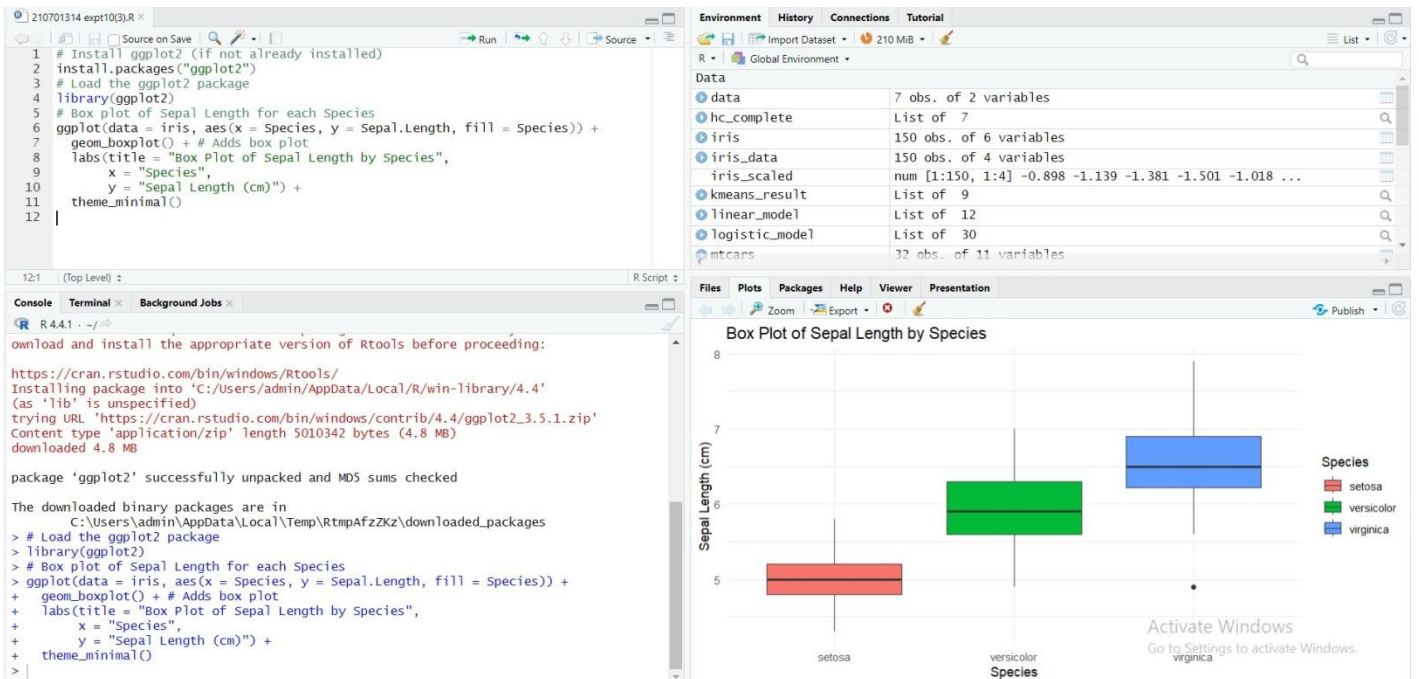 210701314 expt10(3).R
Source on Save
Run
Source
1 # Install ggplot2 (if not already installed)
2 install.packages("ggplot2")
3 # Load the ggplot2 package
4 library(ggplot2)
5 # Box plot of Sepal Length for each Species
6 ggplot(data = iris, aes(x = Species, y = Sepal.Length, fill = Species)) +
7 geom_boxplot() + # Adds box plot
8 labs(title = "Box Plot of Sepal Length by Species",
9 x = "Species",
10 y = "Sepal Length (cm)") +
11 theme_minimal()
12
12:1 (Top Level) R Script
Console Terminal Background Jobs
R 4.4.1 · ~/
ownload and install the appropriate version of Rtools before proceeding:
https://cran.rstudio.com/bin/windows/Rtools/
Installing package into ‘C:/Users/admin/AppData/Local/R/win-library/4.4’
(as ‘lib’ is unspecified)
trying URL 'https://cran.rstudio.com/bin/windows/contrib/4.4/ggplot2_3.5.1.zip'
Content type 'application/zip' length 5010342 bytes (4.8 MB)
downloaded 4.8 MB
package ‘ggplot2’ successfully unpacked and MD5 sums checked
The downloaded binary packages are in
C:\Users\admin\AppData\Local\Temp\RtmpAfzZKz\downloaded_packages
> # Load the ggplot2 package
> library(ggplot2)
> # Box plot of Sepal Length for each Species
> ggplot(data = iris, aes(x = Species, y = Sepal.Length, fill = Species)) +
+ geom_boxplot() + # Adds box plot
+ labs(title = "Box Plot of Sepal Length by Species",
+ x = "Species",
+ y = "Sepal Length (cm)") +
+ theme_minimal()
>
Environment History Connections Tutorial
Import Dataset 210 MiB List
R Global Environment
Data
data 7 obs. of 2 variables
hc_complete List of 7
iris 150 obs. of 6 variables
iris_data 150 obs. of 4 variables
iris_scaled num [1:150, 1:4] -0.898 -1.139 -1.381 -1.501 -1.018 ...
kmeans_result List of 9
linear_model List of 12
logistic_model List of 30
mtcars 32 obs. of 11 variables
Files Plots Packages Help Viewer Presentation
Zoom Export Publish
Box Plot of Sepal Length by Species
8
7
6
5
Sepal Length (cm)
setosa versicolor virginica
Species
Species
setosa
versicolor
virginica
Activate Windows
Go to Settings to activate Windows.